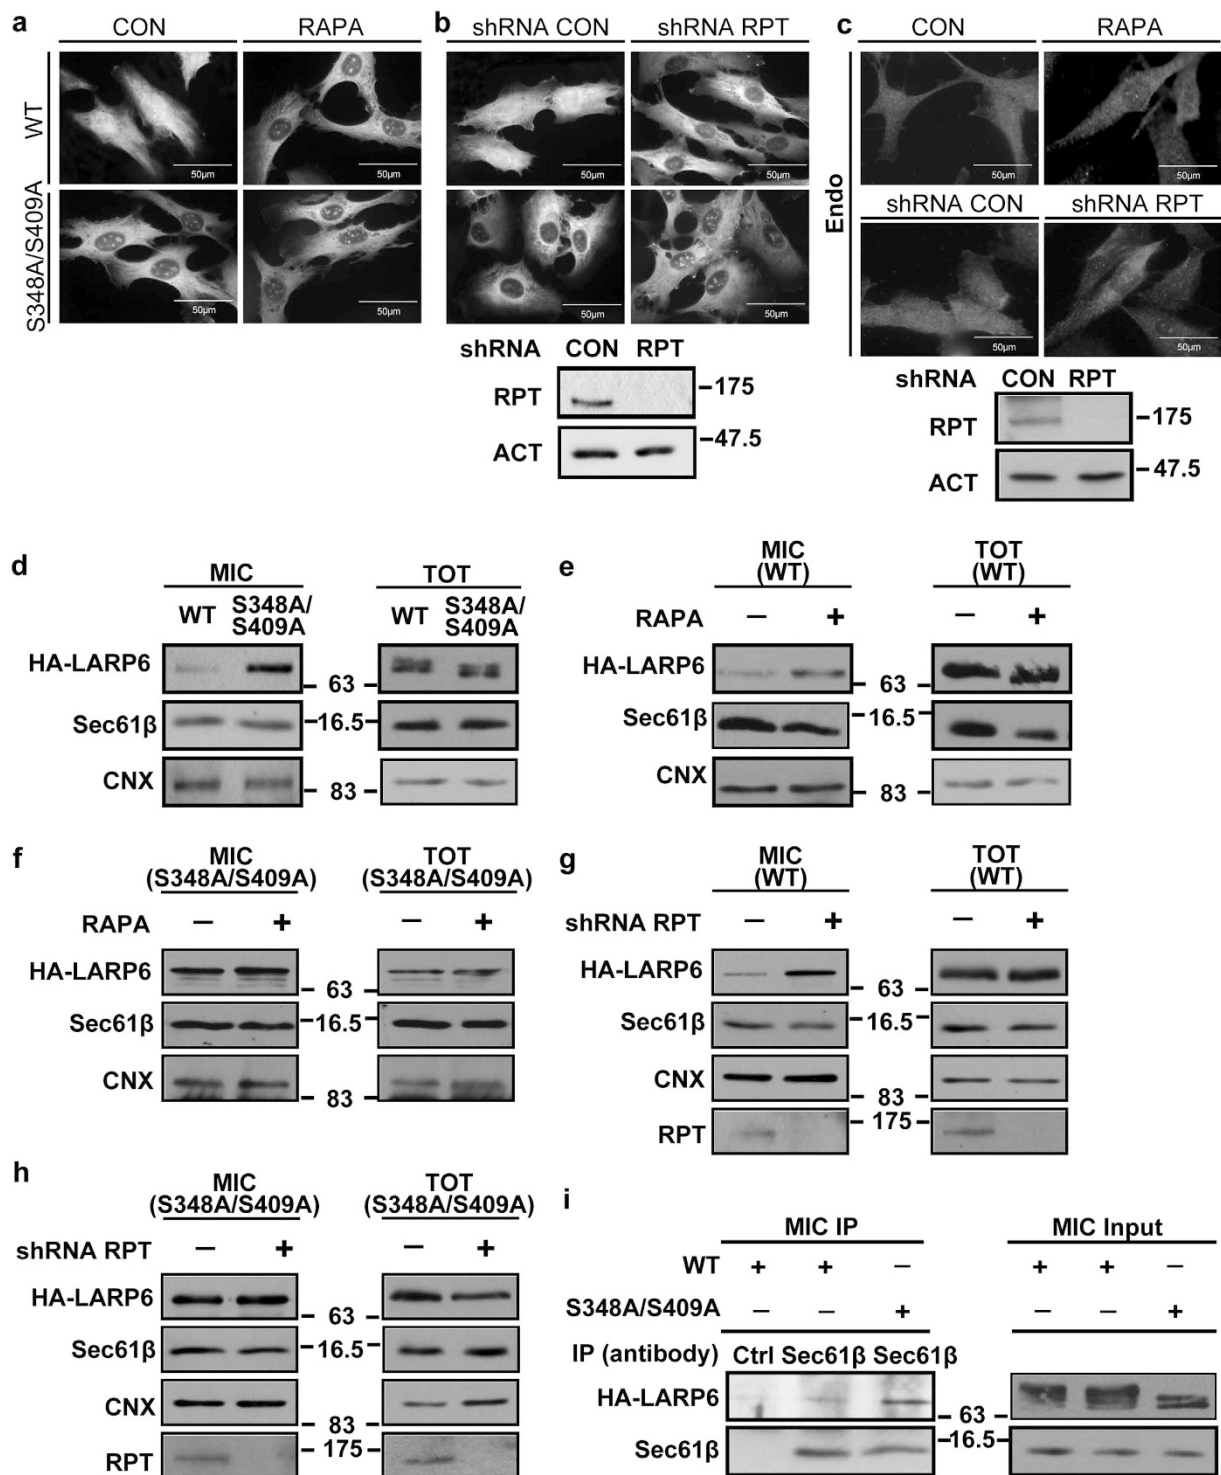 a
CON
RAPA
WT
50µm
50µm
S348A/S409A
50µm
50µm
b
shRNA CON
shRNA RPT
50µm
50µm
50µm
50µm
shRNA CON RPT
RPT
–175
ACT
–47.5
c
CON
RAPA
Endo
50µm
50µm
shRNA CON
shRNA RPT
50µm
50µm
shRNA CON RPT
RPT
–175
ACT
–47.5
d
MIC
TOT
WT S348A/S409A
WT S348A/S409A
HA-LARP6
– 63 –
Sec61β
–16.5–
CNX
– 83 –
e
MIC (WT)
TOT (WT)
RAPA – + – +
HA-LARP6
– 63 –
Sec61β
–16.5–
CNX
– 83 –
f
MIC (S348A/S409A)
TOT (S348A/S409A)
RAPA – + – +
HA-LARP6
– 63 –
Sec61β
–16.5–
CNX
– 83 –
g
MIC (WT)
TOT (WT)
shRNA RPT – + – +
HA-LARP6
– 63 –
Sec61β
–16.5–
CNX
– 83 –
RPT
–175–
h
MIC (S348A/S409A)
TOT (S348A/S409A)
shRNA RPT – + – +
HA-LARP6
– 63 –
Sec61β
–16.5–
CNX
– 83 –
RPT
–175–
i
MIC IP
MIC Input
WT + + – + + –
S348A/S409A – – + – – +
IP (antibody) Ctrl Sec61β Sec61β
HA-LARP6
– 63 –
Sec61β
–16.5–